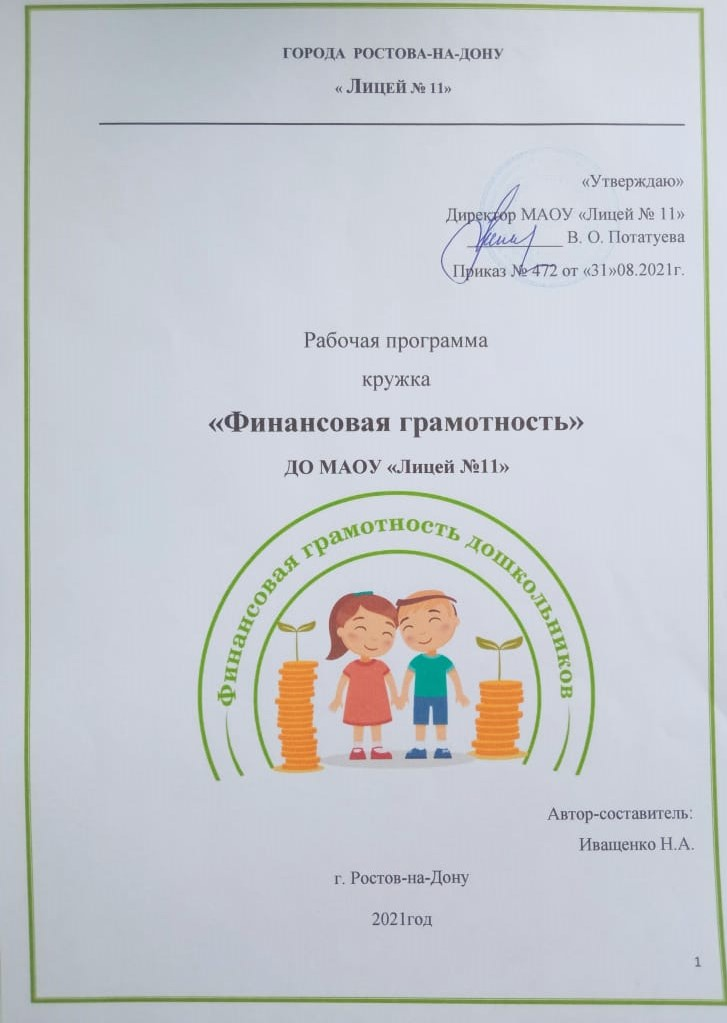 ГОРОДА РОСТОВА-НА-ДОНУ
« ЛИЦЕЙ № 11»
«Утверждаю»
Директор МАОУ «Лицей № 11»
___________ В. О. Потатуева
Приказ № 472 от «31»08.2021г.
Рабочая программа
кружка
«Финансовая грамотность»
ДО МАОУ «Лицей №11»
Финансовая грамотность дошкольников
Автор-составитель:
Иващенко Н.А.
г. Ростов-на-Дону
2021год
1